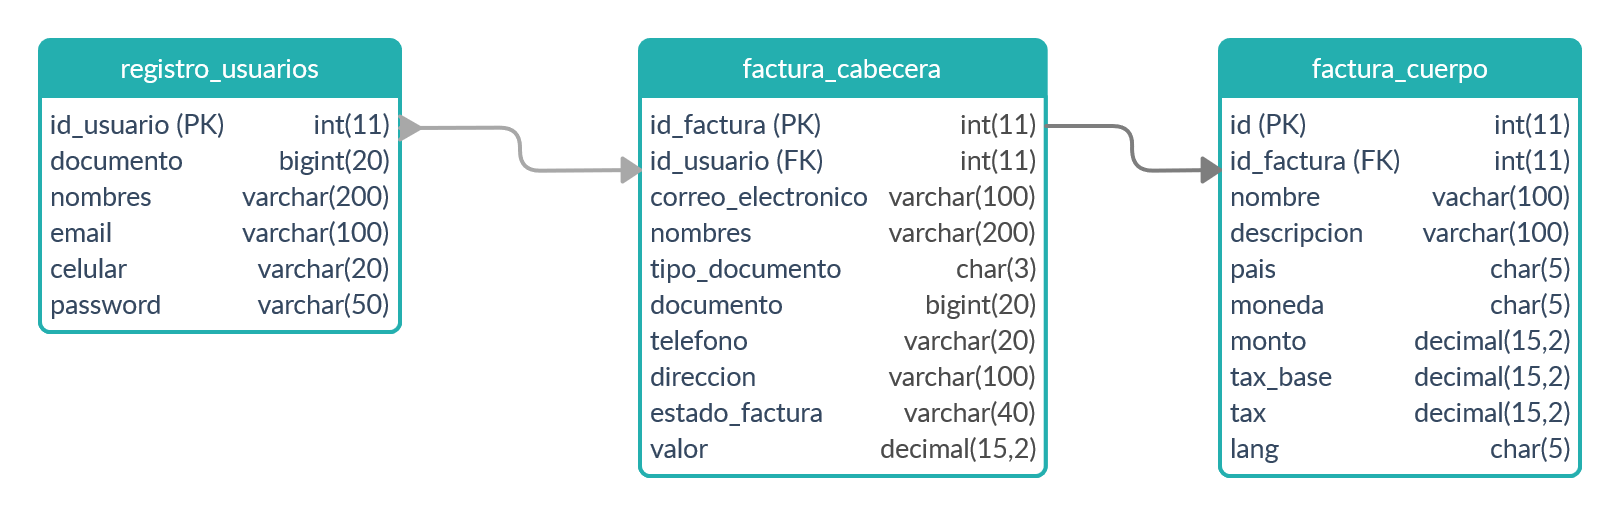 registro_usuarios
id_usuario (PK) int(11)
documento bigint(20)
nombres varchar(200)
email varchar(100)
celular varchar(20)
password varchar(50)
factura_cabecera
id_factura (PK) int(11)
id_usuario (FK) int(11)
correo_electronico varchar(100)
nombres varchar(200)
tipo_documento char(3)
documento bigint(20)
telefono varchar(20)
direccion varchar(100)
estado_factura varchar(40)
valor decimal(15,2)
factura_cuerpo
id (PK) int(11)
id_factura (FK) int(11)
nombre vachar(100)
descripcion varchar(100)
pais char(5)
moneda char(5)
monto decimal(15,2)
tax_base decimal(15,2)
tax decimal(15,2)
lang char(5)